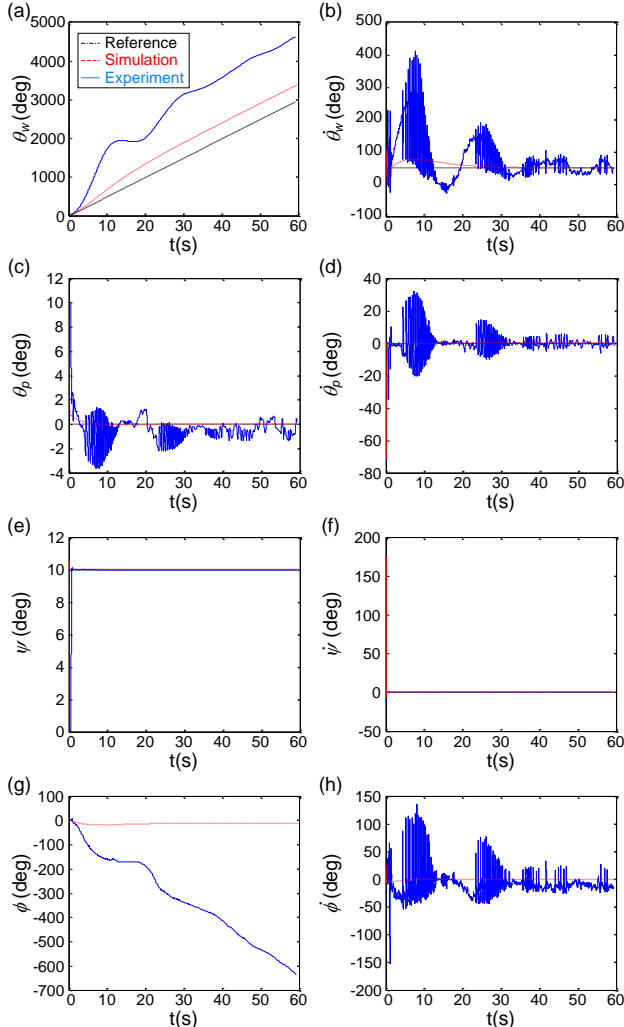 (a)
5000
4000
3000
2000
1000
0
θw (deg)
Reference
Simulation
Experiment
0 10 20 30 40 50 60
t(s)
(b)
500
400
300
200
100
0
-100
θ̇w (deg)
0 10 20 30 40 50 60
t(s)
(c)
12
10
8
6
4
2
0
-2
-4
θp (deg)
0 10 20 30 40 50 60
t(s)
(d)
40
20
0
-20
-40
-60
-80
θ̇p (deg)
0 10 20 30 40 50 60
t(s)
(e)
12
10
8
6
4
2
0
ψ (deg)
0 10 20 30 40 50 60
t(s)
(f)
200
150
100
50
0
-50
ψ̇ (deg)
0 10 20 30 40 50 60
t(s)
(g)
100
0
-100
-200
-300
-400
-500
-600
-700
ϕ (deg)
0 10 20 30 40 50 60
t(s)
(h)
150
100
50
0
-50
-100
-150
-200
ϕ̇ (deg)
0 10 20 30 40 50 60
t(s)